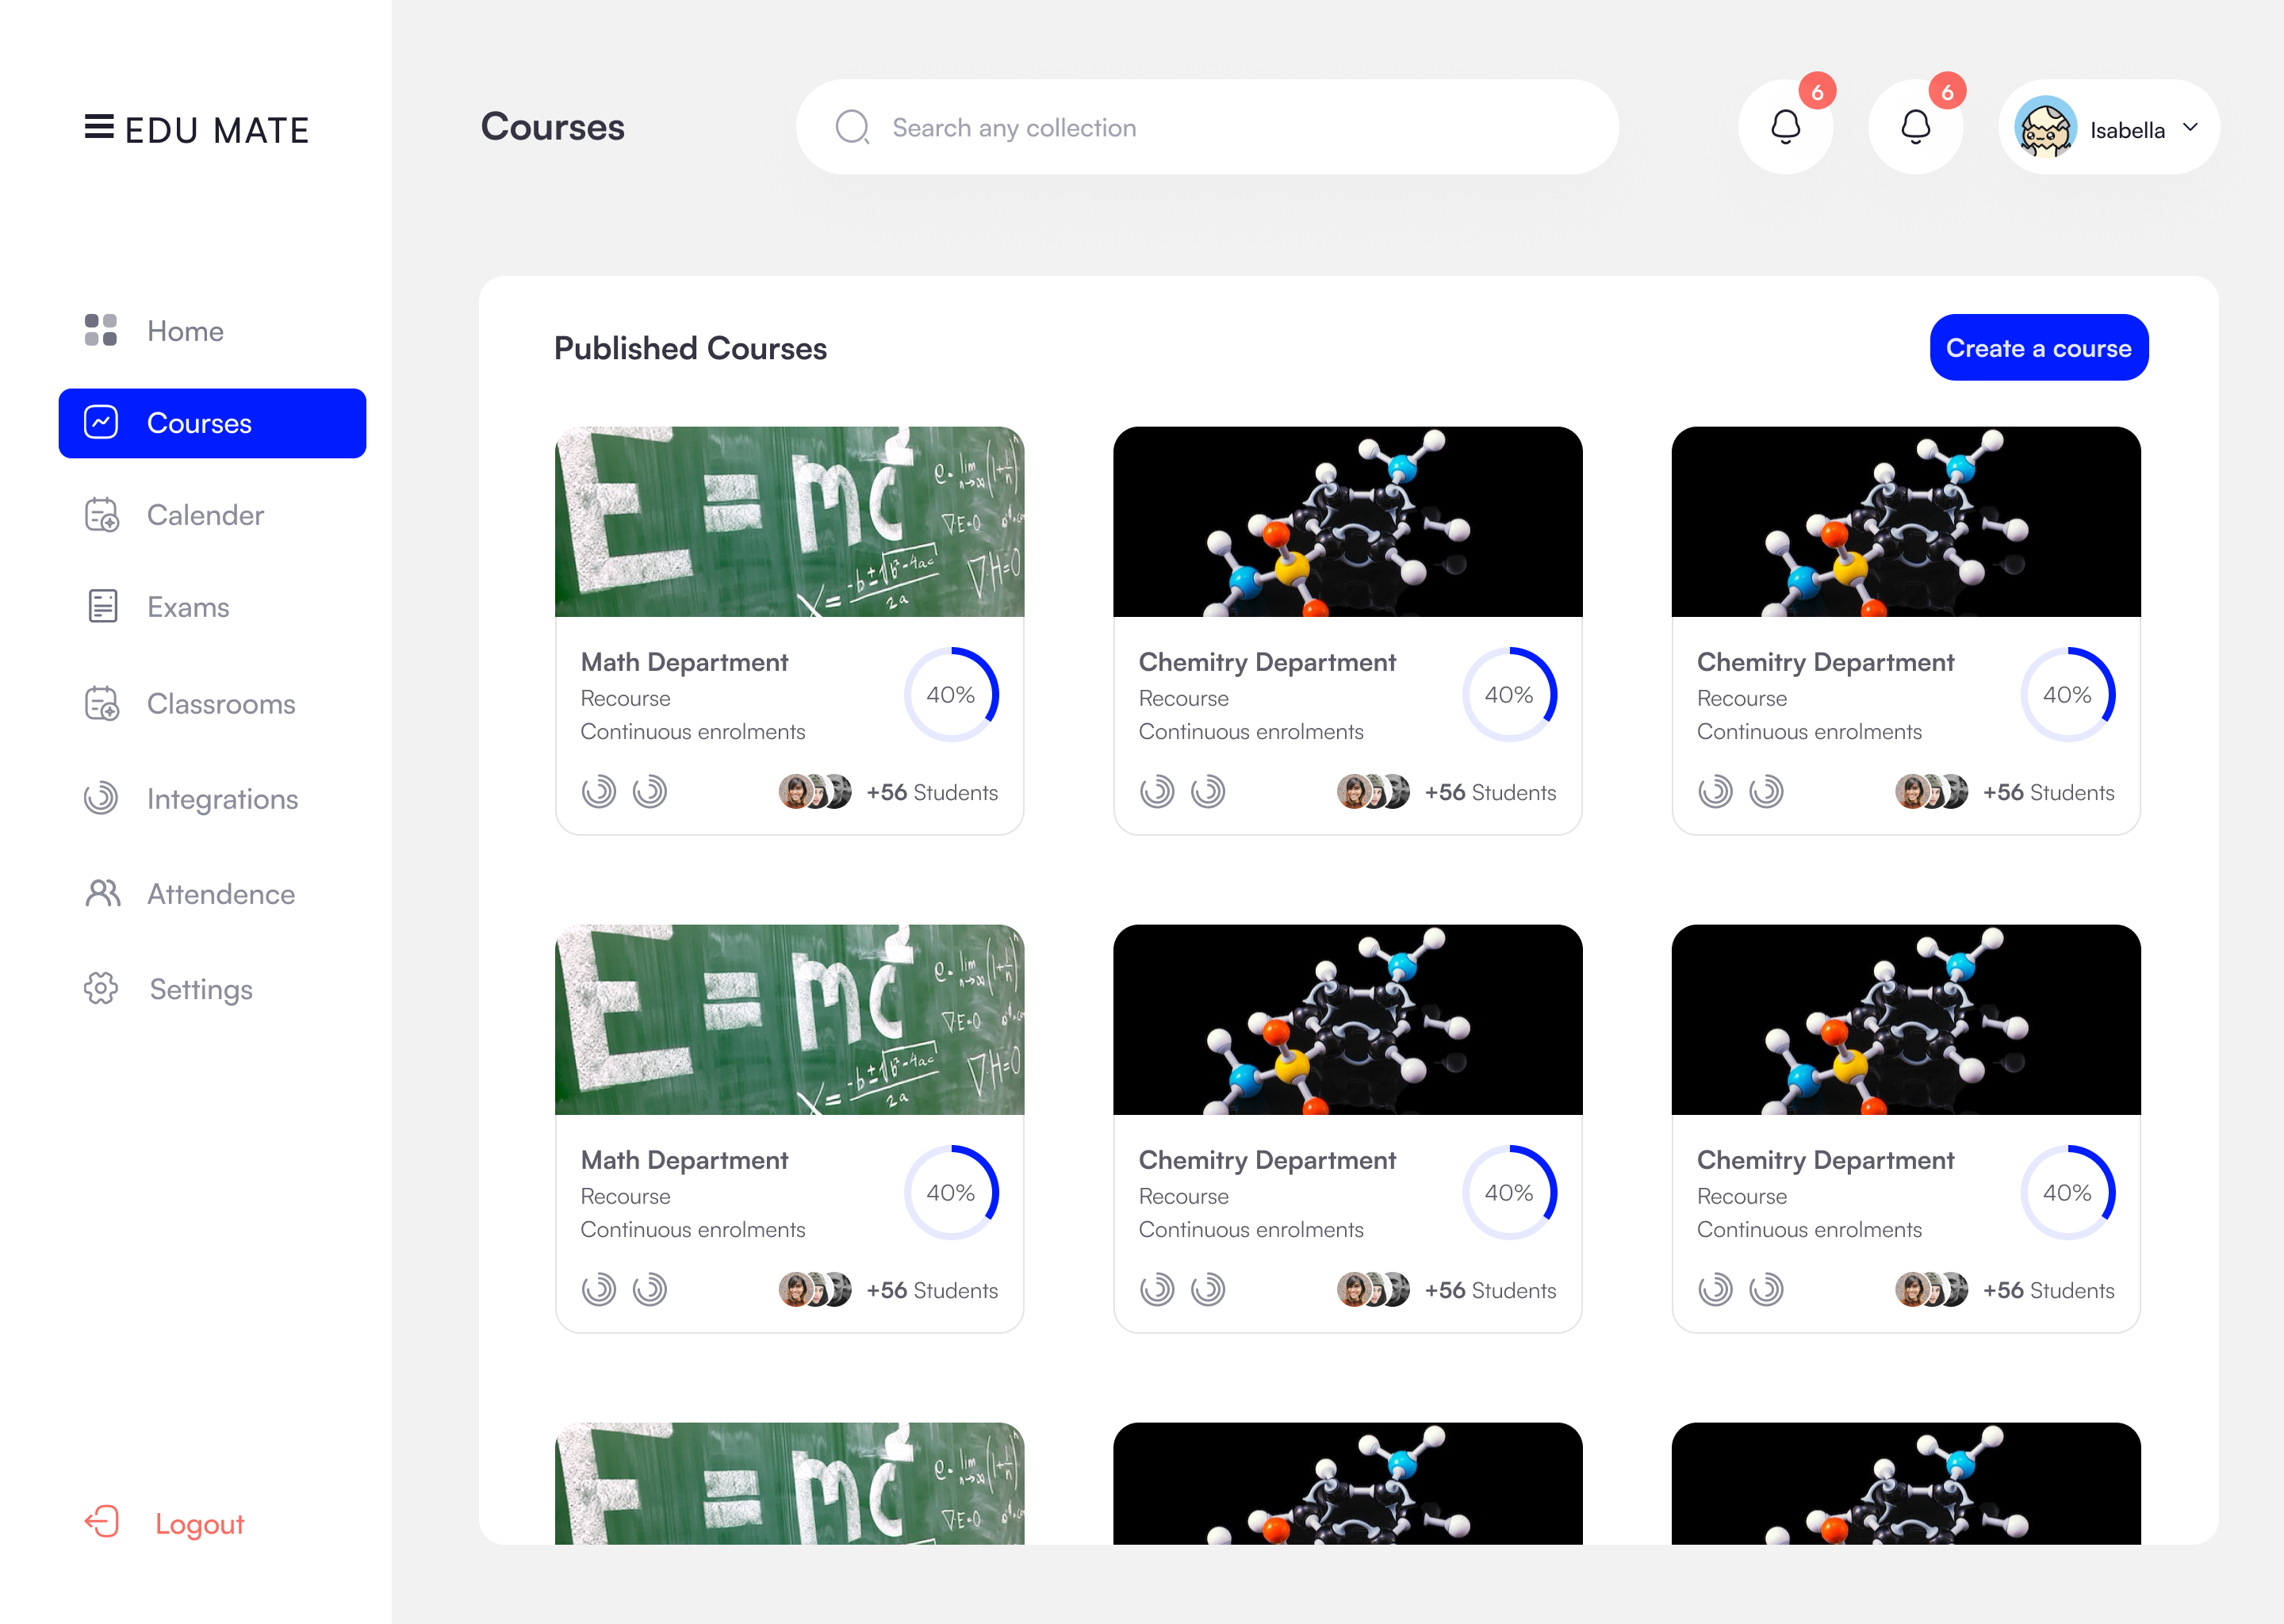 EDU MATE
Courses
Search any collection
6
6
Isabella
Home
Courses
Calender
Exams
Classrooms
Integrations
Attendence
Settings
Logout
Published Courses
Create a course
E = mc²
Math Department
40%
Recourse
Continuous enrolments
+56 Students
Chemitry Department
40%
Recourse
Continuous enrolments
+56 Students
Chemitry Department
40%
Recourse
Continuous enrolments
+56 Students
E = mc²
Math Department
40%
Recourse
Continuous enrolments
+56 Students
Chemitry Department
40%
Recourse
Continuous enrolments
+56 Students
Chemitry Department
40%
Recourse
Continuous enrolments
+56 Students
E = mc²